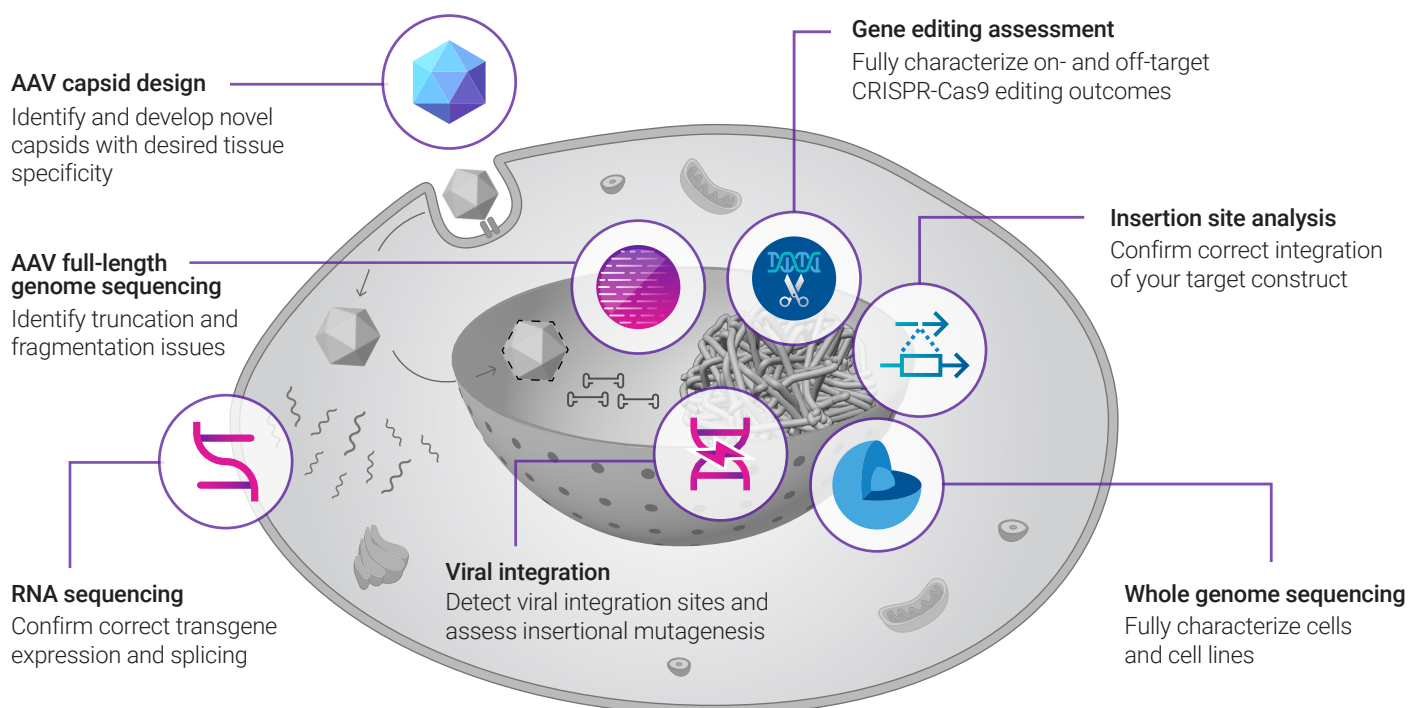 AAV capsid design
Identify and develop novel
capsids with desired tissue
specificity
Gene editing assessment
Fully characterize on- and off-target
CRISPR-Cas9 editing outcomes
AAV full-length
genome sequencing
Identify truncation and
fragmentation issues
Insertion site analysis
Confirm correct integration
of your target construct
RNA sequencing
Confirm correct transgene
expression and splicing
Viral integration
Detect viral integration sites and
assess insertional mutagenesis
Whole genome sequencing
Fully characterize cells
and cell lines